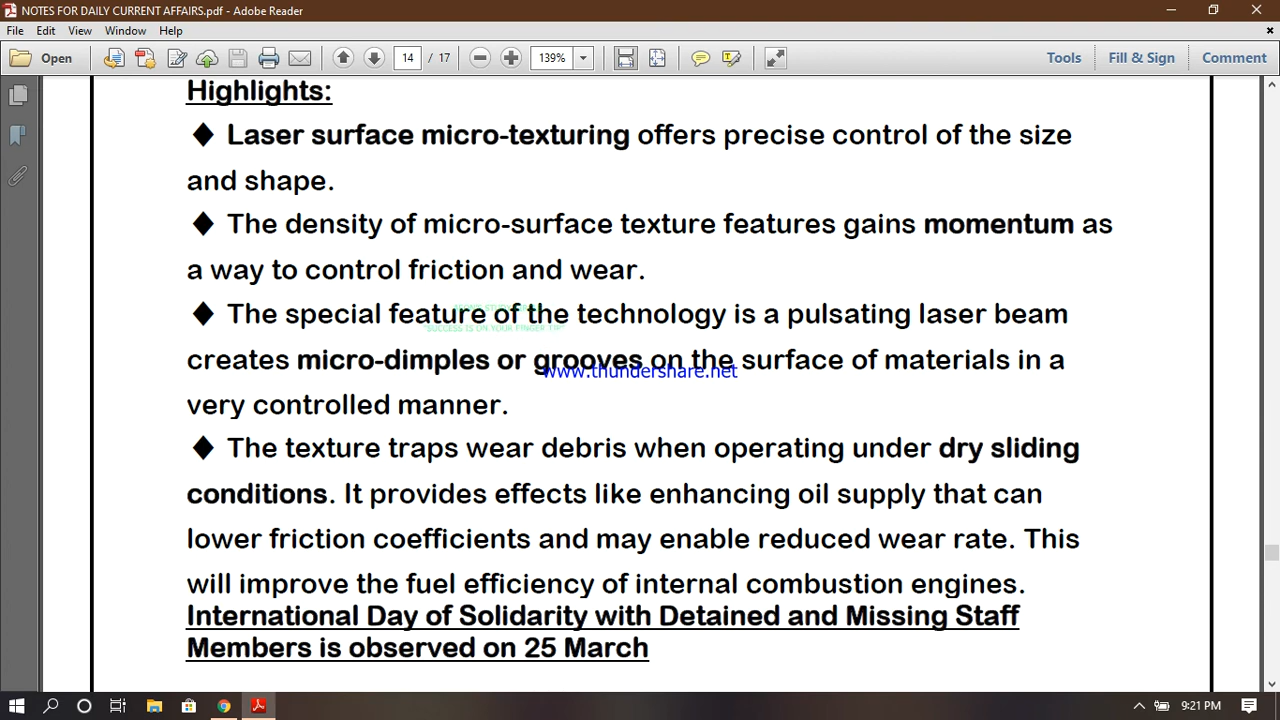 NOTES FOR DAILY CURRENT AFFAIRS.pdf - Adobe Reader
File Edit View Window Help
Open 14 / 17 139% Tools Fill & Sign Comment
Highlights:
♦ Laser surface micro-texturing offers precise control of the size
and shape.
♦ The density of micro-surface texture features gains momentum as
a way to control friction and wear.
♦ The special feature of the technology is a pulsating laser beam
"SUCCESS IS ON YOUR FINGER TIP"
creates micro-dimples or grooves on the surface of materials in a
www.thundershare.net
very controlled manner.
♦ The texture traps wear debris when operating under dry sliding
conditions. It provides effects like enhancing oil supply that can
lower friction coefficients and may enable reduced wear rate. This
will improve the fuel efficiency of internal combustion engines.
International Day of Solidarity with Detained and Missing Staff
Members is observed on 25 March
9:21 PM